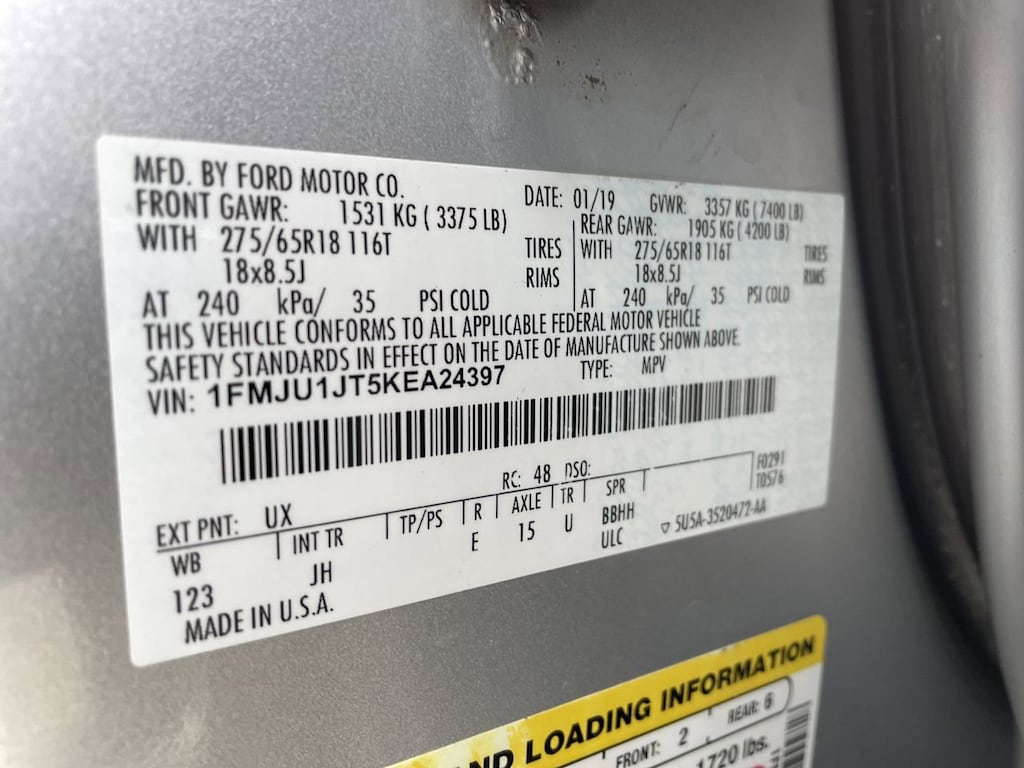 MFD. BY FORD MOTOR CO.
DATE: 01/19 GVWR: 3357 KG ( 7400 LB)
FRONT GAWR: 1531 KG ( 3375 LB)
REAR GAWR: 1905 KG ( 4200 LB)
WITH 275/65R18 116T TIRES
WITH 275/65R18 116T TIRES
18x8.5J RIMS
18x8.5J RIMS
AT 240 kPa/ 35 PSI COLD
AT 240 kPa/ 35 PSI COLD
THIS VEHICLE CONFORMS TO ALL APPLICABLE FEDERAL MOTOR VEHICLE
SAFETY STANDARDS IN EFFECT ON THE DATE OF MANUFACTURE SHOWN ABOVE.
VIN: 1FMJU1JT5KEA24397 TYPE: MPV
F0291
T0576
EXT PNT: UX RC: 48 DSO:
WB INT TR TP/PS R AXLE TR SPR
123 JH E 15 U BBHH
ULC
▽ 5U5A-3520472-AA
MADE IN U.S.A.
ND LOADING INFORMATION
FRONT: 2 REAR: 6
1720 lbs.